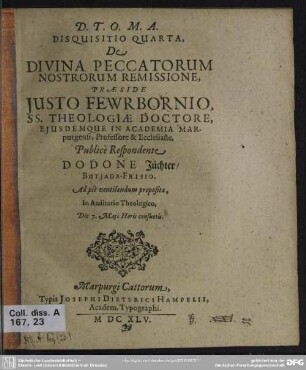 D. T. O. M. A.
DISQUISITIO QUARTA,
De
DIVINA PECCATORUM
NOSTRORUM REMISSIONE,
PRÆSIDE
JUSTO FEWRBORNIO,
SS. THEOLOGIÆ DOCTORE,
EJUSDEMQUE IN ACADEMIA MAR-
purgensi, Professore & Ecclesiaste,
Publicè Respondente
DODONE Jüchter/
BUTJADA-FRISIO.
Ad piè ventilandum proposita,
In Auditorio Theologico,
Die 7. Maji Horis consuetis.
Marpurgi Cattorum,
Typis JOSEPHI DIETERICI HAMPELII,
Academ. Typographi.
M DC XLV.
Coll. diss. A
167, 23